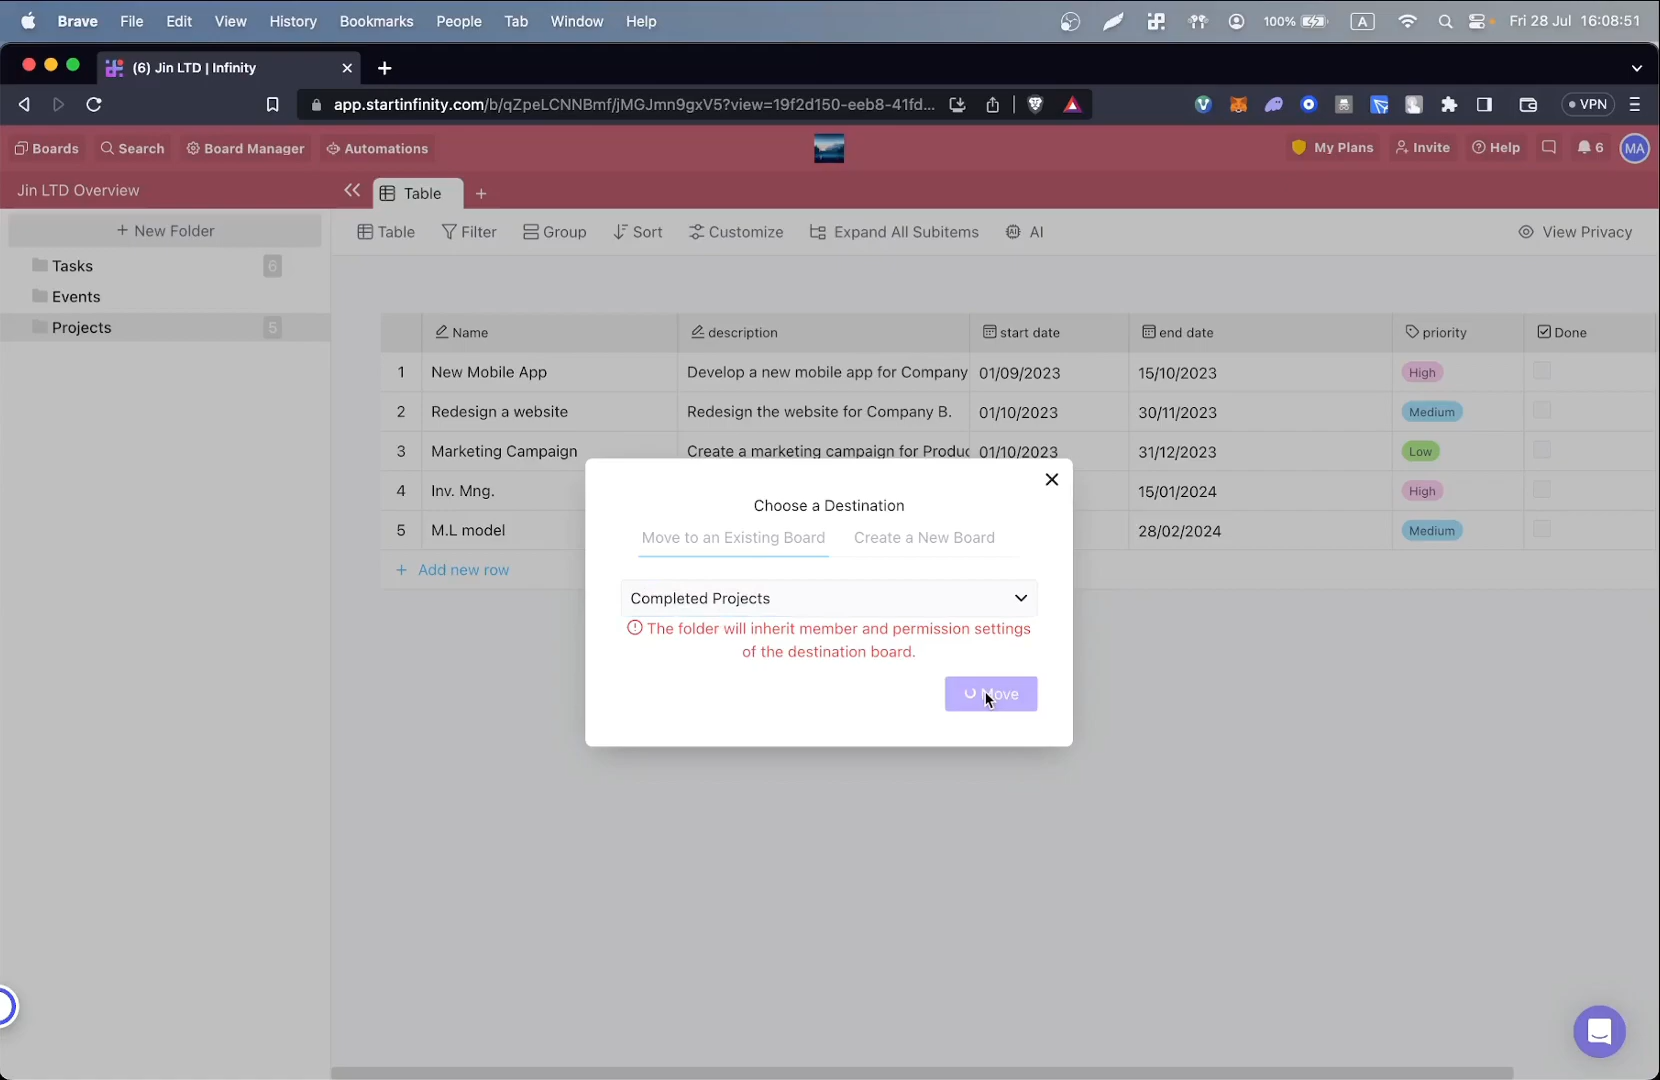 Brave File Edit View History Bookmarks People Tab Window Help 100% A Fri 28 Jul 16:08:51
(6) Jin LTD | Infinity
app.startinfinity.com/b/qZpeLCNNBmf/jMGJmn9gxV5?view=19f2d150-eeb8-41fd... VPN
Boards Search Board Manager Automations My Plans Invite Help 6 MA
Jin LTD Overview Table
+ New Folder Table Filter Group Sort Customize Expand All Subitems AI View Privacy
Tasks 6
Events
Projects 5
Name description start date end date priority Done
1 New Mobile App Develop a new mobile app for Company 01/09/2023 15/10/2023 High
2 Redesign a website Redesign the website for Company B. 01/10/2023 30/11/2023 Medium
3 Marketing Campaign Create a marketing campaign for Produc 01/10/2023 31/12/2023 Low
4 Inv. Mng. 15/01/2024 High
5 M.L model 28/02/2024 Medium
+ Add new row
Choose a Destination
Move to an Existing Board Create a New Board
Completed Projects
The folder will inherit member and permission settings
of the destination board.
Move